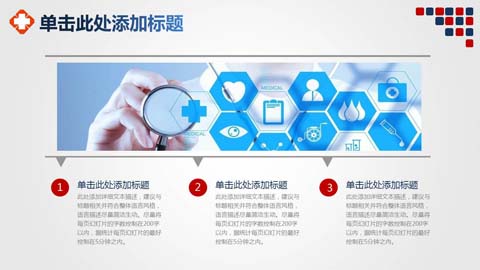 单击此处添加标题
MEDICAL
MEDICAL
1 单击此处添加标题
此处添加详细文本描述，建议与
标题相关并符合整体语言风格，
语言描述尽量简洁生动。尽量将
每页幻灯片的字数控制在200字
以内，据统计每页幻灯片的最好
控制在5分钟之内。
2 单击此处添加标题
此处添加详细文本描述，建议与
标题相关并符合整体语言风格，
语言描述尽量简洁生动。尽量将
每页幻灯片的字数控制在200字
以内，据统计每页幻灯片的最好
控制在5分钟之内。
3 单击此处添加标题
此处添加详细文本描述，建议与
标题相关并符合整体语言风格，
语言描述尽量简洁生动。尽量将
每页幻灯片的字数控制在200字
以内，据统计每页幻灯片的最好
控制在5分钟之内。